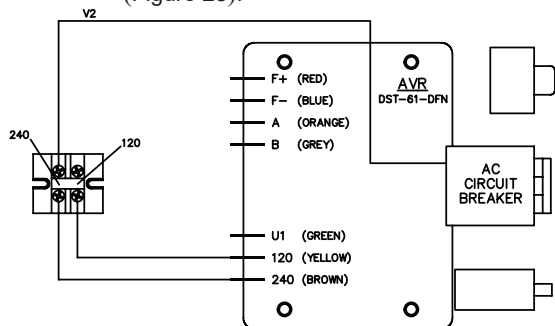 (Figure 28).
V2
F+ (RED)
AVR
F- (BLUE)
DST-61-DFN
A (ORANGE)
240
120
B (GREY)
AC
CIRCUIT
BREAKER
U1 (GREEN)
120 (YELLOW)
240 (BROWN)